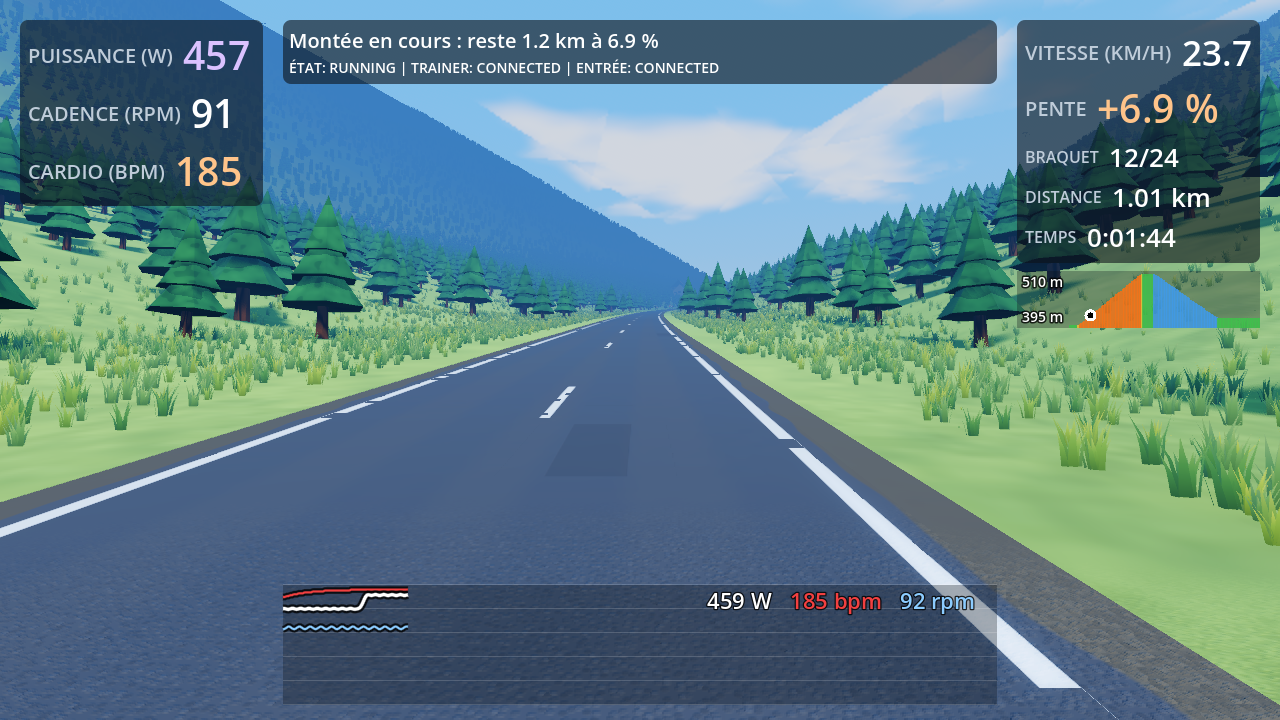 PUISSANCE (W) 457
CADENCE (RPM) 91
CARDIO (BPM) 185
Montée en cours : reste 1.2 km à 6.9 %
ÉTAT: RUNNING | TRAINER: CONNECTED | ENTRÉE: CONNECTED
VITESSE (KM/H) 23.7
PENTE +6.9 %
BRAQUET 12/24
DISTANCE 1.01 km
TEMPS 0:01:44
510 m
395 m
459 W 185 bpm 92 rpm